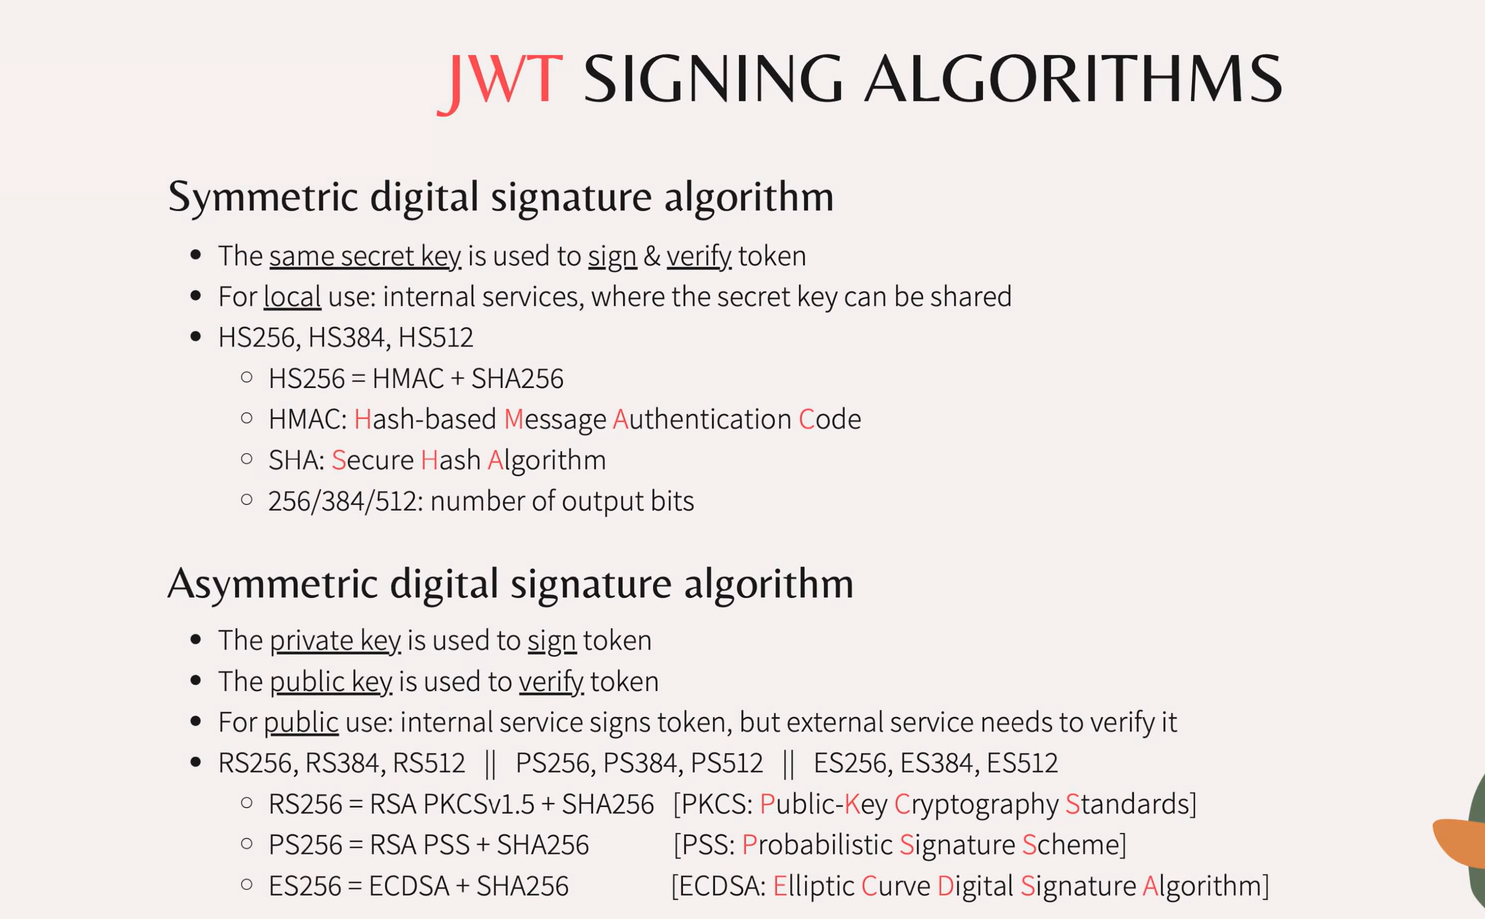 JWT SIGNING ALGORITHMS
Symmetric digital signature algorithm
• The same secret key is used to sign & verify token
• For local use: internal services, where the secret key can be shared
• HS256, HS384, HS512
○ HS256 = HMAC + SHA256
○ HMAC: Hash-based Message Authentication Code
○ SHA: Secure Hash Algorithm
○ 256/384/512: number of output bits
Asymmetric digital signature algorithm
• The private key is used to sign token
• The public key is used to verify token
• For public use: internal service signs token, but external service needs to verify it
• RS256, RS384, RS512 || PS256, PS384, PS512 || ES256, ES384, ES512
○ RS256 = RSA PKCSv1.5 + SHA256 [PKCS: Public-Key Cryptography Standards]
○ PS256 = RSA PSS + SHA256 [PSS: Probabilistic Signature Scheme]
○ ES256 = ECDSA + SHA256 [ECDSA: Elliptic Curve Digital Signature Algorithm]